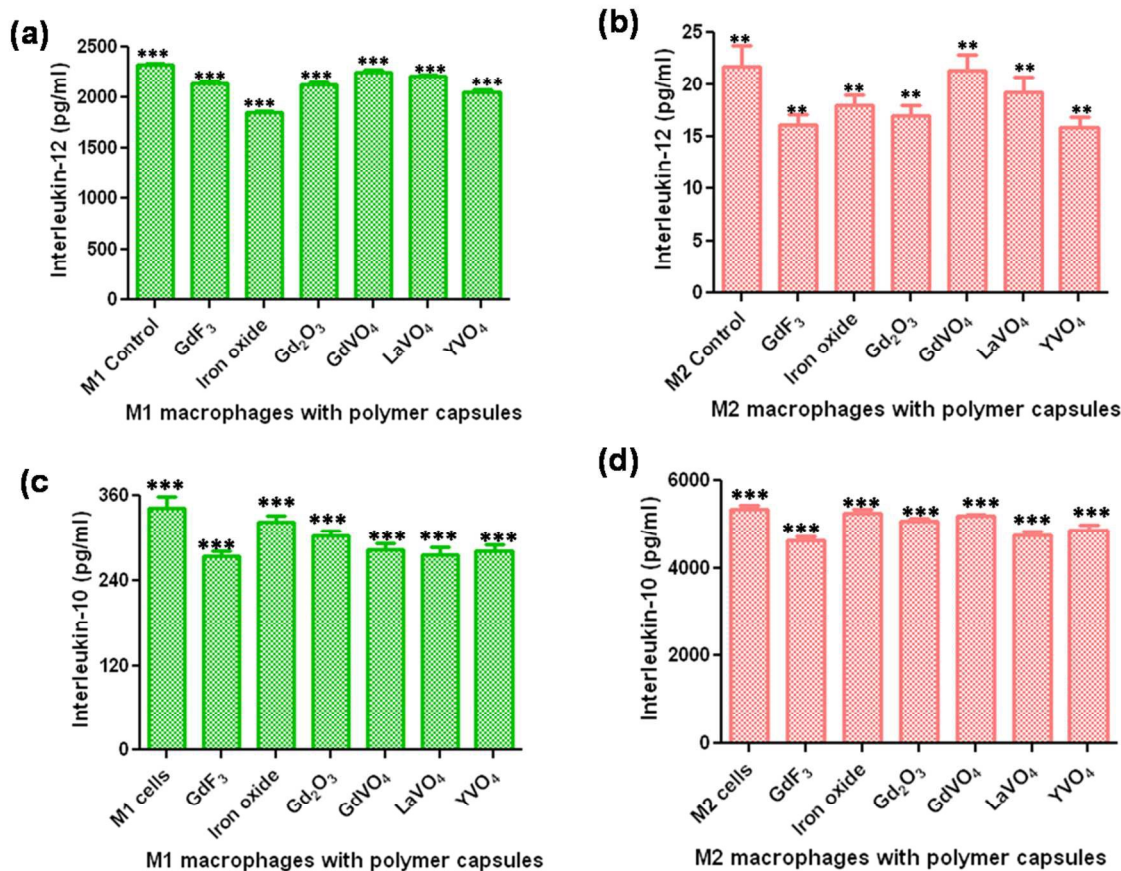 (a)
Interleukin-12 (pg/ml)
2500
2000
1500
1000
500
0
*** *** *** *** *** *** ***
M1 Control GdF₃ Iron oxide Gd₂O₃ GdVO₄ LaVO₄ YVO₄
M1 macrophages with polymer capsules
(b)
Interleukin-12 (pg/ml)
25
20
15
10
5
0
** ** ** ** ** ** **
M2 Control GdF₃ Iron oxide Gd₂O₃ GdVO₄ LaVO₄ YVO₄
M2 macrophages with polymer capsules
(c)
Interleukin-10 (pg/ml)
360
240
120
0
*** *** *** *** *** *** ***
M1 cells GdF₃ Iron oxide Gd₂O₃ GdVO₄ LaVO₄ YVO₄
M1 macrophages with polymer capsules
(d)
Interleukin-10 (pg/ml)
6000
4000
2000
0
*** *** *** *** *** *** ***
M2 cells GdF₃ Iron oxide Gd₂O₃ GdVO₄ LaVO₄ YVO₄
M2 macrophages with polymer capsules